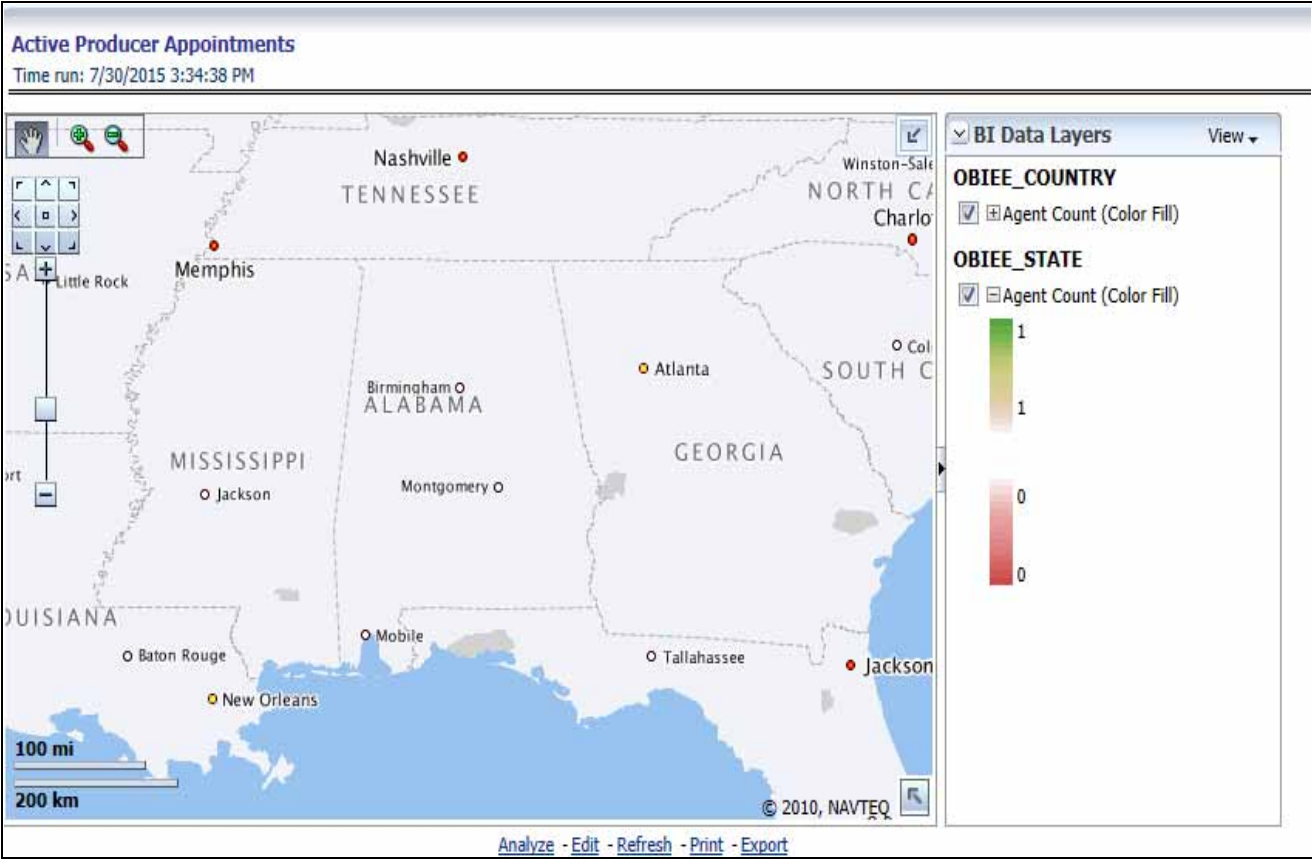 Active Producer Appointments
Time run: 7/30/2015 3:34:38 PM
BI Data Layers
View
OBIEE_COUNTRY
Agent Count (Color Fill)
OBIEE_STATE
Agent Count (Color Fill)
1
1
0
0
Nashville
TENNESSEE
Winston-Sale
NORTH CA
Charlo
Memphis
SA
Little Rock
Col
SOUTH C
Atlanta
Birmingham
ALABAMA
GEORGIA
MISSISSIPPI
ort
Jackson
Montgomery
OUISIANA
Mobile
Baton Rouge
Tallahassee
Jackson
New Orleans
100 mi
200 km
© 2010, NAVTEQ
Analyze - Edit - Refresh - Print - Export